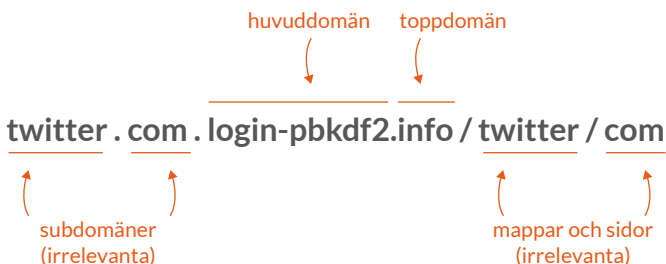 huvuddomän toppdomän
twitter . com . login-pbkdf2.info / twitter / com
subdomäner
(irrelevanta)
mappar och sidor
(irrelevanta)